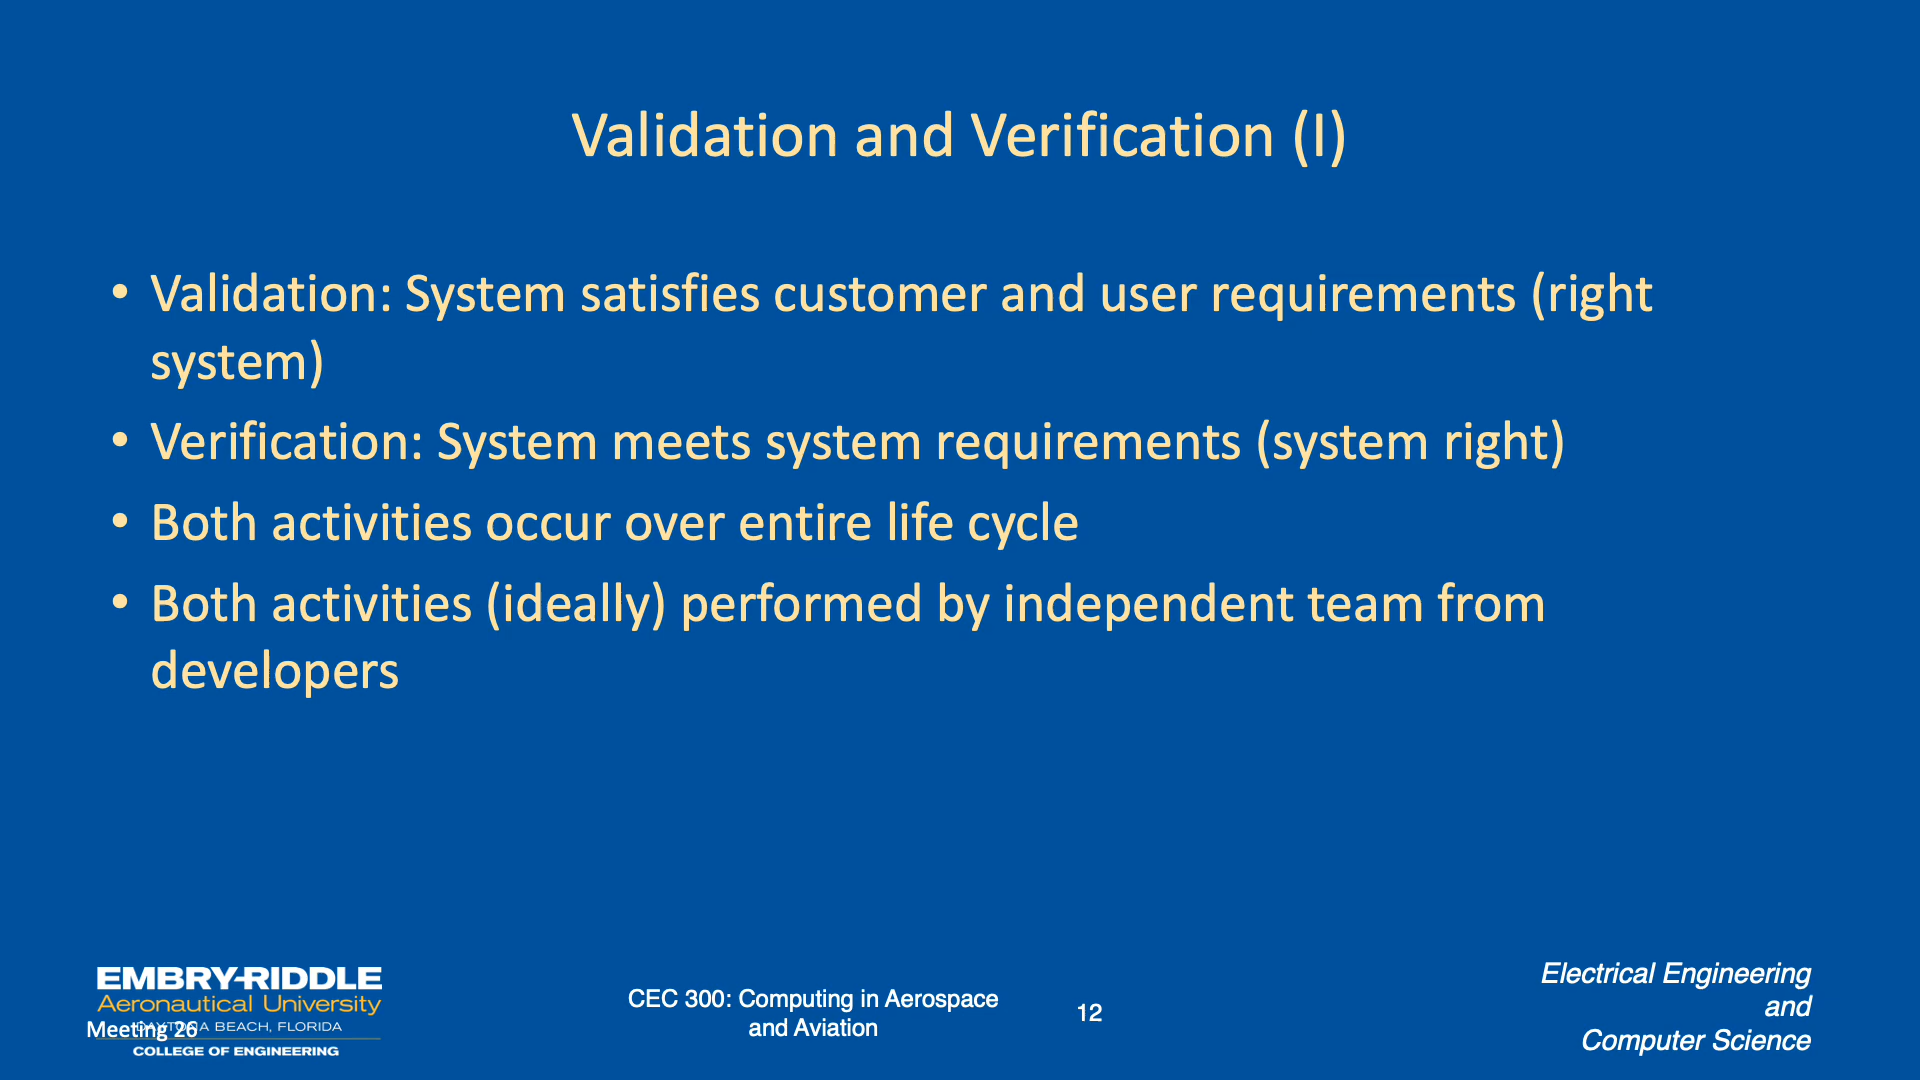 Validation and Verification (I)
• Validation: System satisfies customer and user requirements (right
system)
• Verification: System meets system requirements (system right)
• Both activities occur over entire life cycle
• Both activities (ideally) performed by independent team from
developers
EMBRY-RIDDLE
Aeronautical University
DAYTONA BEACH, FLORIDA
Meeting 26
COLLEGE OF ENGINEERING
CEC 300: Computing in Aerospace
and Aviation
12
Electrical Engineering
and
Computer Science